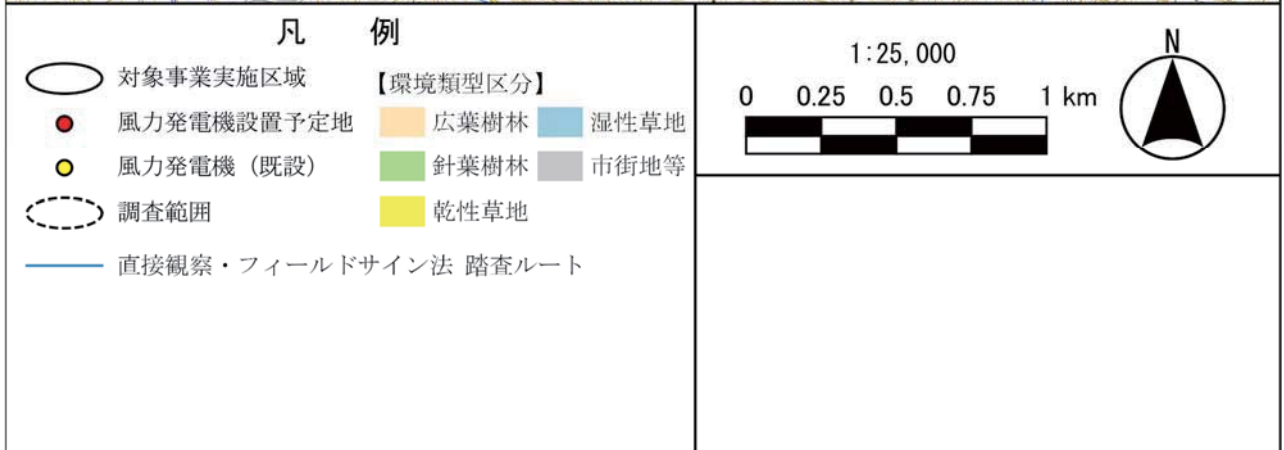 凡 例
対象事業実施区域
【環境類型区分】
風力発電機設置予定地
広葉樹林
湿性草地
風力発電機（既設）
針葉樹林
市街地等
調査範囲
乾性草地
直接観察・フィールドサイン法 踏査ルート
1:25,000
0 0.25 0.5 0.75 1 km
N